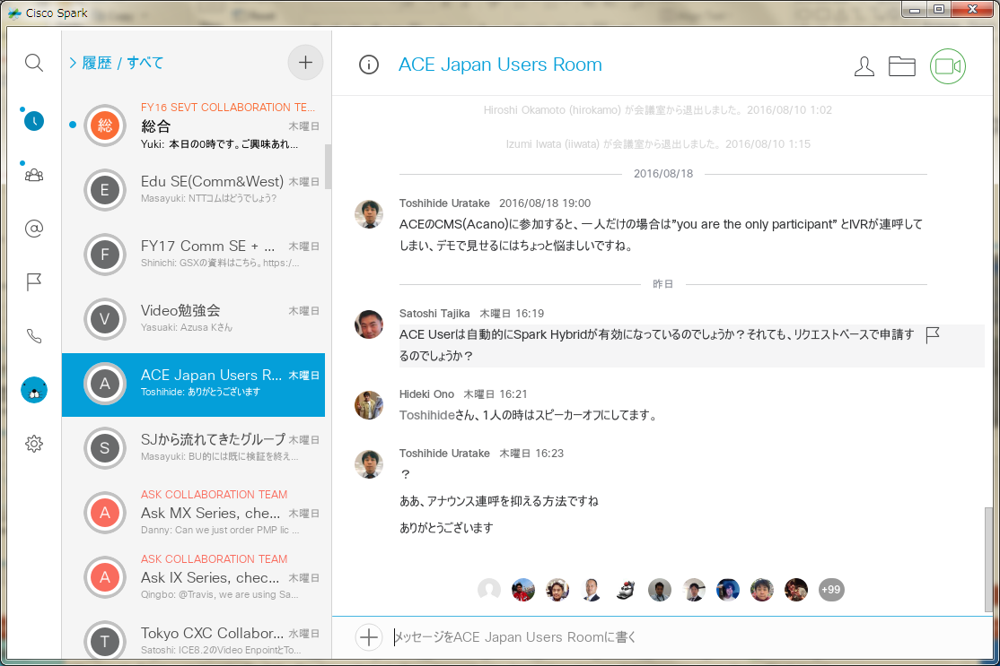 Cisco Spark
履歴 / すべて
FY16 SEVT COLLABORATION TE...
総
総合
木曜日
Yuki: 本日の0時です。ご興味あれ...
E
Edu SE(Comm&West)
木曜日
Masayuki: NTTコムはどうでしょう?
F
FY17 Comm SE + ...
木曜日
Shinichi: GSXの資料はこちら。https:/...
V
Video勉強会
木曜日
Yasuaki: Azusa Kさん
A
ACE Japan Users R...
木曜日
Toshihide: ありがとうございます
S
SJから流れてきたグループ
木曜日
Masayuki: BU的には既に検証を終え...
ASK COLLABORATION TEAM
A
Ask MX Series, che...
木曜日
Danny: Can we just order PMP lic ...
ASK COLLABORATION TEAM
A
Ask IX Series, chec...
木曜日
Qingbo: @Travis, we are using Sa...
T
Tokyo CXC Collabor...
水曜日
Satoshi: ICE8.2のVideo EnpointとTo...
ACE Japan Users Room
Hiroshi Okamoto (hirokamo) が会議室から退出しました。 2016/08/10 1:02
Izumi Iwata (iiwata) が会議室から退出しました。 2016/08/10 1:15
2016/08/18
Toshihide Uratake 2016/08/18 19:00
ACEのCMS(Acano)に参加すると、一人だけの場合は"you are the only participant" とIVRが連呼して
しまい、デモで見せるにはちょっと悩ましいですね。
昨日
Satoshi Tajika 木曜日 16:19
ACE Userは自動的にSpark Hybridが有効になっているのでしょうか？それても、リクエストベースで申請す
るのでしょうか？
Hideki Ono 木曜日 16:21
Toshihideさん、1人の時はスピーカーオフにしてます。
Toshihide Uratake 木曜日 16:23
？
ああ、アナウンス連呼を抑える方法ですね
ありがとうございます
+99
メッセージをACE Japan Users Roomに書く